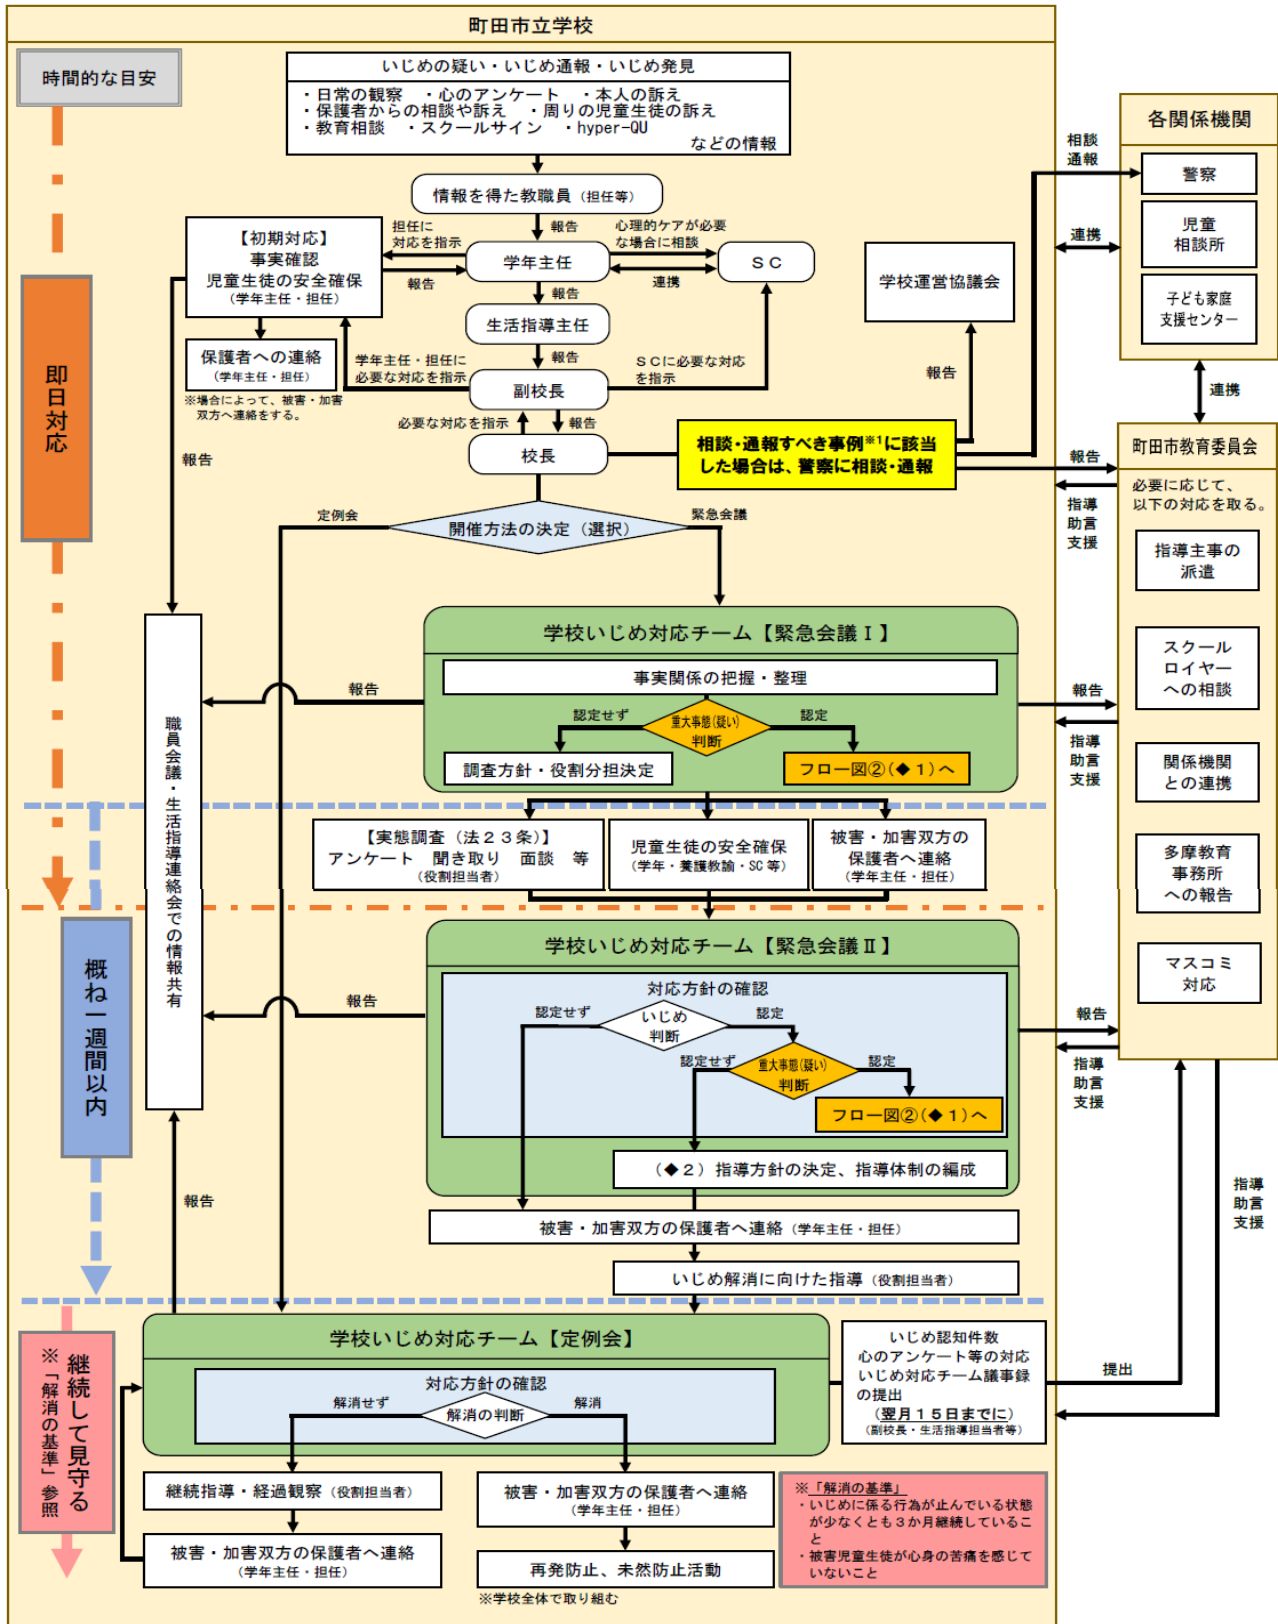 町田市立学校
時間的な目安
いじめの疑い・いじめ通報・いじめ発見
・日常の観察　・心のアンケート　・本人の訴え
・保護者からの相談や訴え　・周りの児童生徒の訴え
・教育相談　・スクールサイン　・hyper-QU
などの情報
情報を得た教職員（担任等）
報告
担任に
対応を指示
心理的ケアが必要
な場合に相談
【初期対応】
事実確認
児童生徒の安全確保
（学年主任・担任）
報告
学年主任
連携
ＳＣ
報告
生活指導主任
保護者への連絡
（学年主任・担任）
※場合によって、被害・加害
双方へ連絡をする。
学年主任・担任に
必要な対応を指示
報告
ＳＣに必要な対応
を指示
副校長
必要な対応を指示
報告
校長
学校運営協議会
報告
相談・通報すべき事例※1に該当
した場合は、警察に相談・通報
相談
通報
連携
各関係機関
警察
児童
相談所
子ども家庭
支援センター
連携
即日対応
報告
定例会
開催方法の決定（選択）
緊急会議
報告
指導
助言
支援
町田市教育委員会
必要に応じて、
以下の対応を取る。
指導主事の
派遣
スクール
ロイヤー
への相談
関係機関
との連携
多摩教育
事務所
への報告
マスコミ
対応
学校いじめ対応チーム【緊急会議Ⅰ】
事実関係の把握・整理
報告
認定せず
重大事態(疑い)
判断
認定
調査方針・役割分担決定
フロー図②(◆１)へ
報告
指導
助言
支援
職員会議・生活指導連絡会での情報共有
【実態調査（法２３条）】
アンケート　聞き取り　面談　等
（役割担当者）
児童生徒の安全確保
（学年・養護教諭・SC 等）
被害・加害双方の
保護者へ連絡
（学年主任・担任）
概ね一週間以内
学校いじめ対応チーム【緊急会議Ⅱ】
対応方針の確認
報告
認定せず
いじめ
判断
認定
認定せず
重大事態(疑い)
判断
認定
フロー図②(◆１)へ
報告
指導
助言
支援
（◆２）指導方針の決定、指導体制の編成
報告
被害・加害双方の保護者へ連絡（学年主任・担任）
いじめ解消に向けた指導（役割担当者）
指導
助言
支援
継続して見守る
※「解消の基準」参照
学校いじめ対応チーム【定例会】
対応方針の確認
解消せず
解消の判断
解消
いじめ認知件数
心のアンケート等の対応
いじめ対応チーム議事録
の提出
（翌月１５日までに）
（副校長・生活指導担当者等）
提出
継続指導・経過観察（役割担当者）
被害・加害双方の保護者へ連絡
（学年主任・担任）
被害・加害双方の保護者へ連絡
（学年主任・担任）
再発防止、未然防止活動
※学校全体で取り組む
※「解消の基準」
・いじめに係る行為が止んでいる状態
が少なくとも３か月継続しているこ
と
・被害児童生徒が心身の苦痛を感じて
いないこと